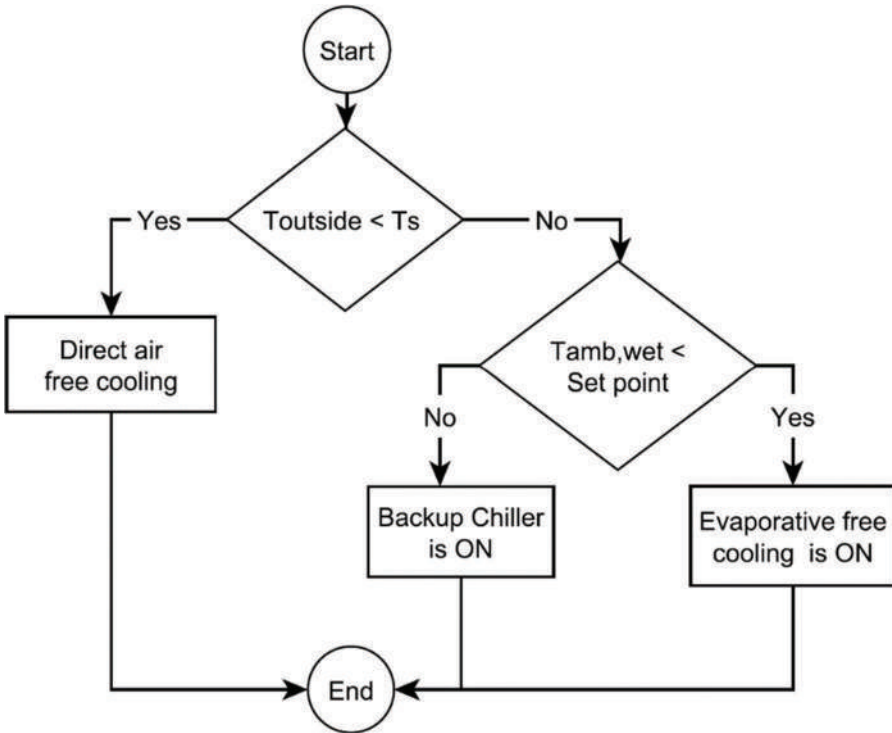 Start
Toutside < Ts
Yes
No
Direct air
free cooling
Tamb,wet <
Set point
No
Yes
Backup Chiller
is ON
Evaporative free
cooling is ON
End